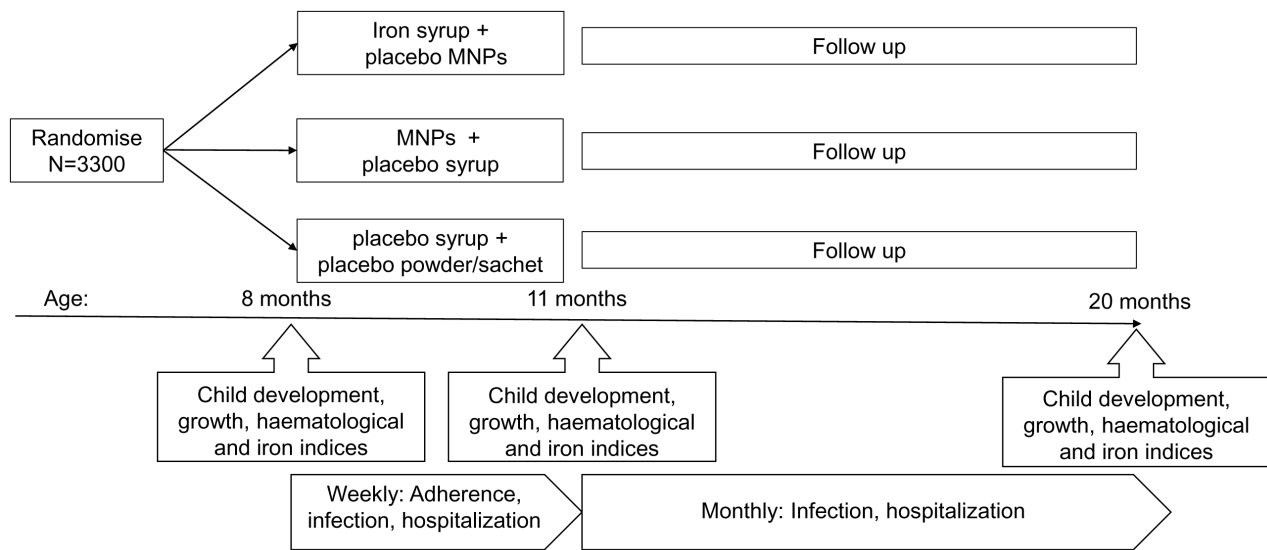 Iron syrup +
placebo MNPs
Follow up
Randomise
N=3300
MNPs +
placebo syrup
Follow up
placebo syrup +
placebo powder/sachet
Follow up
Age:
8 months
11 months
20 months
Child development,
growth, haematological
and iron indices
Child development,
growth, haematological
and iron indices
Child development,
growth, haematological
and iron indices
Weekly: Adherence,
infection, hospitalization
Monthly: Infection, hospitalization